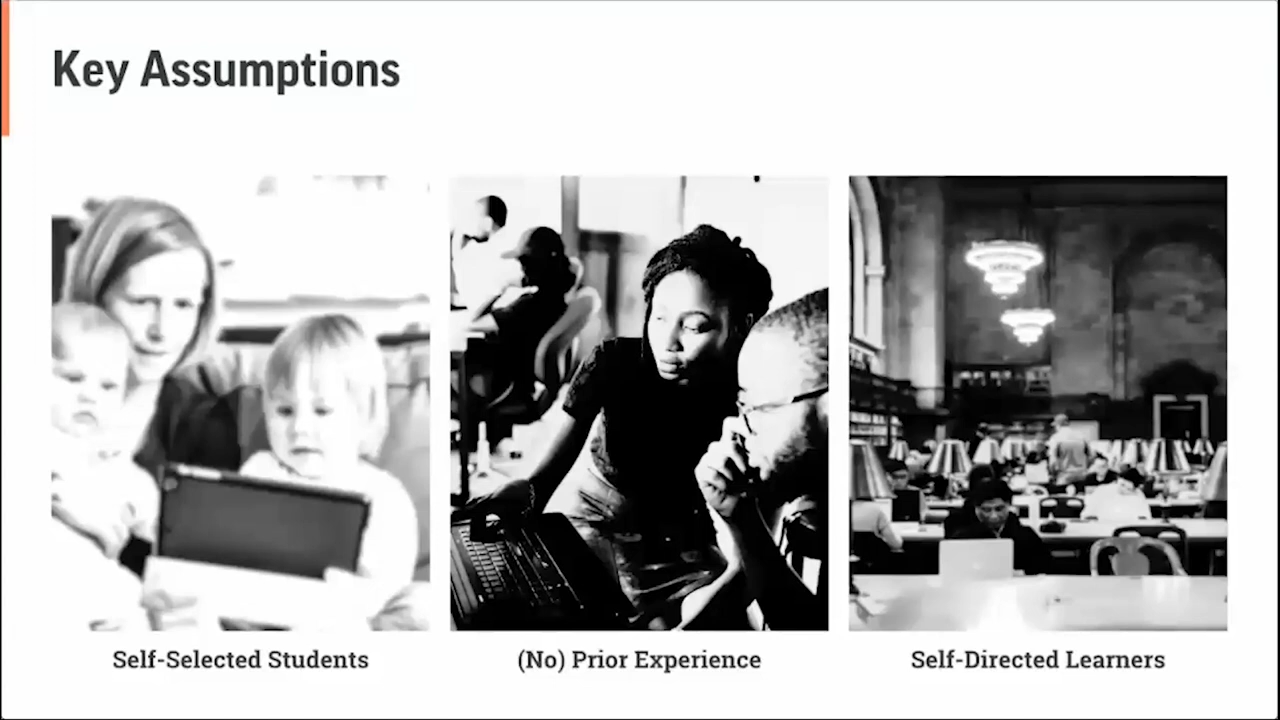 Key Assumptions
Self-Selected Students
(No) Prior Experience
Self-Directed Learners